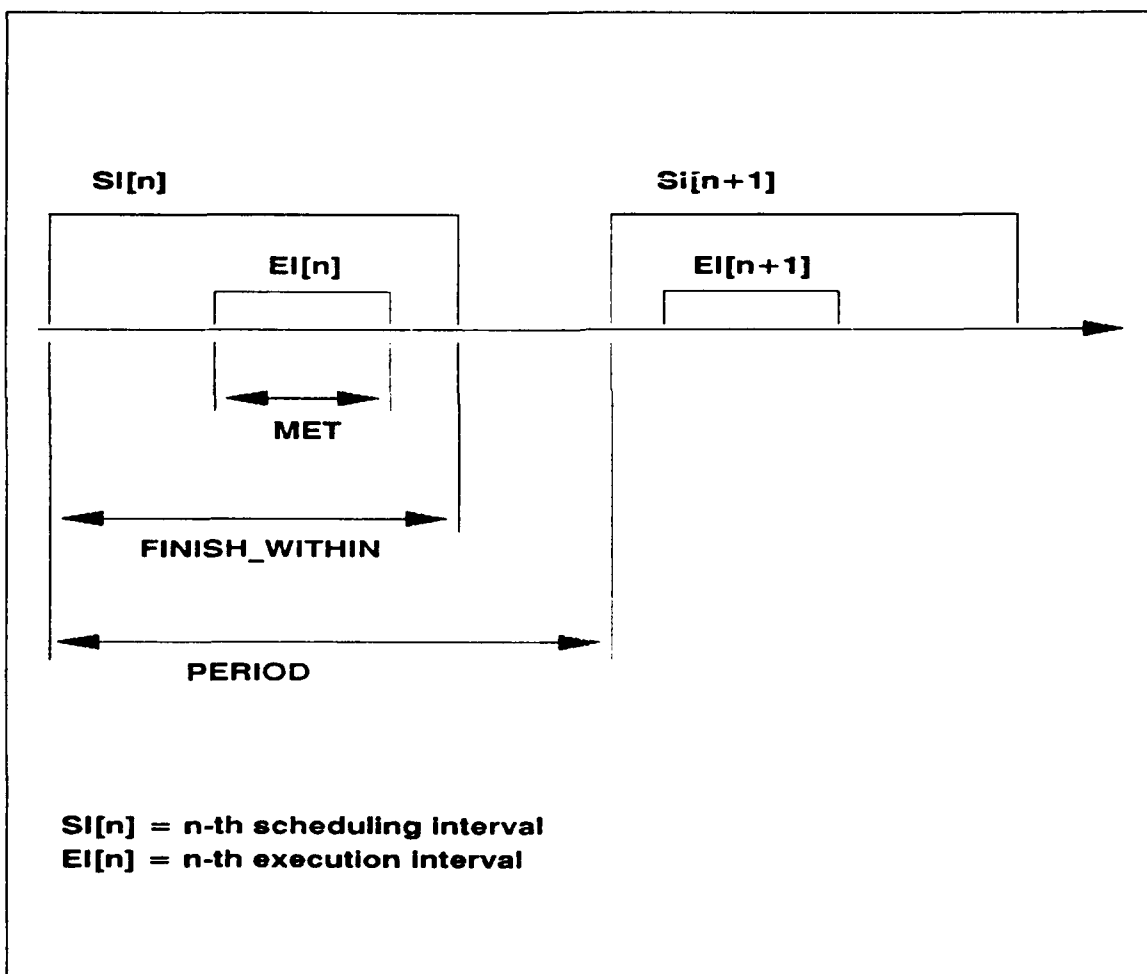 SI[n]
Si[n+1]
EI[n]
EI[n+1]
MET
FINISH_WITHIN
PERIOD
SI[n] = n-th scheduling interval
EI[n] = n-th execution interval